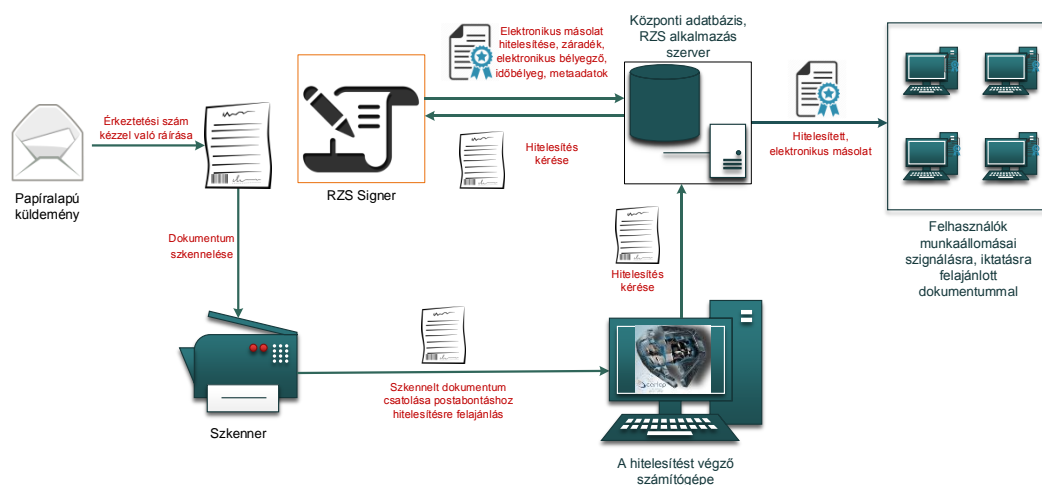 Papíralapú
küldemény
Érkeztetési szám
kézzel való ráírása
Dokumentum
szkennelése
Szkenner
Szkennelt dokumentum
csatolása postabontáshoz
hitelesítésre felajánlás
A hitelesítést végző
számítógépe
Hitelesítés
kérése
RZS Signer
Elektronikus másolat
hitelesítése, záradék,
elektronikus bélyegző,
időbélyeg, metaadatok
Hitelesítés
kérése
Központi adatbázis,
RZS alkalmazás
szerver
Hitelesített,
elektronikus másolat
Felhasználók
munkaállomásai
szignálásra, iktatásra
felajánlott
dokumentummal